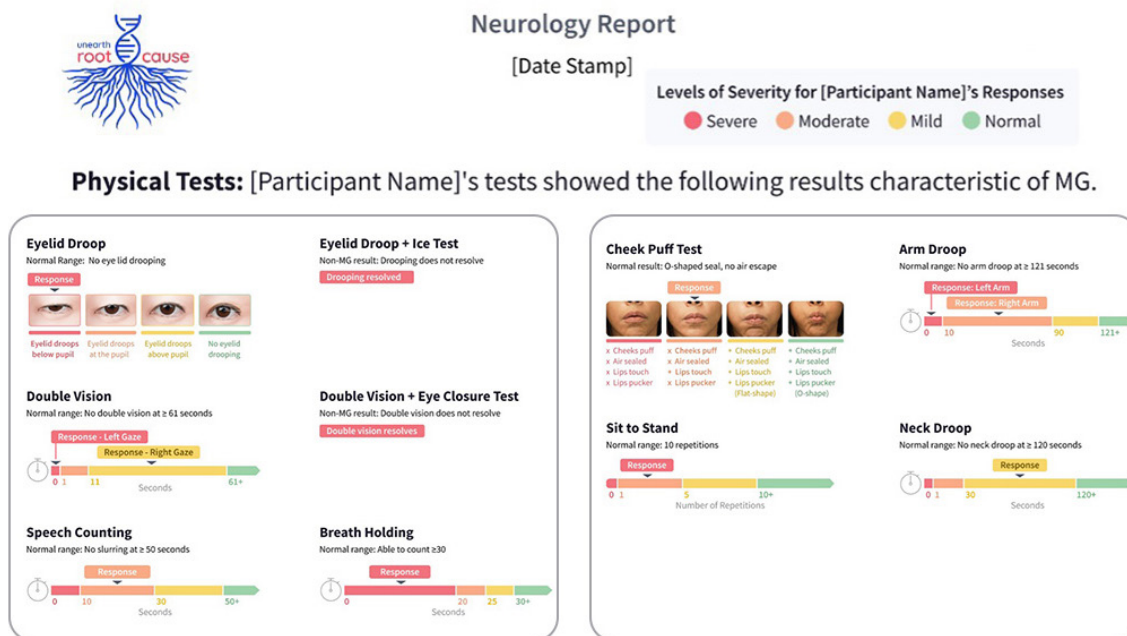 unearth
root cause
Neurology Report
[Date Stamp]
Levels of Severity for [Participant Name]'s Responses
Severe Moderate Mild Normal
Physical Tests: [Participant Name]'s tests showed the following results characteristic of MG.
Eyelid Droop
Normal Range: No eye lid drooping
Response
Eyelid droops below pupil
Eyelid droops at the pupil
Eyelid droops above pupil
No eyelid drooping
Eyelid Droop + Ice Test
Non-MG result: Drooping does not resolve
Drooping resolved
Double Vision
Normal range: No double vision at ≥ 61 seconds
Response - Left Gaze
Response - Right Gaze
0 1 11 61+
Seconds
Double Vision + Eye Closure Test
Non-MG result: Double vision does not resolve
Double vision resolves
Speech Counting
Normal range: No slurring at ≥ 50 seconds
Response
0 10 30 50+
Seconds
Breath Holding
Normal range: Able to count ≥30
Response
0 20 25 30+
Seconds
Cheek Puff Test
Normal result: O-shaped seal, no air escape
Response
x Cheeks puff
x Air sealed
x Lips touch
x Lips pucker
x Cheeks puff
x Air sealed
+ Lips touch
x Lips pucker
+ Cheeks puff
+ Air sealed
+ Lips touch
+ Lips pucker
(Flat-shape)
+ Cheeks puff
+ Air sealed
+ Lips touch
+ Lips pucker
(O-shape)
Arm Droop
Normal range: No arm droop at ≥ 121 seconds
Response: Left Arm
Response: Right Arm
0 10 90 121+
Seconds
Sit to Stand
Normal range: 10 repetitions
Response
0 1 5 10+
Number of Repetitions
Neck Droop
Normal range: No neck droop at ≥ 120 seconds
Response
0 1 30 120+
Seconds